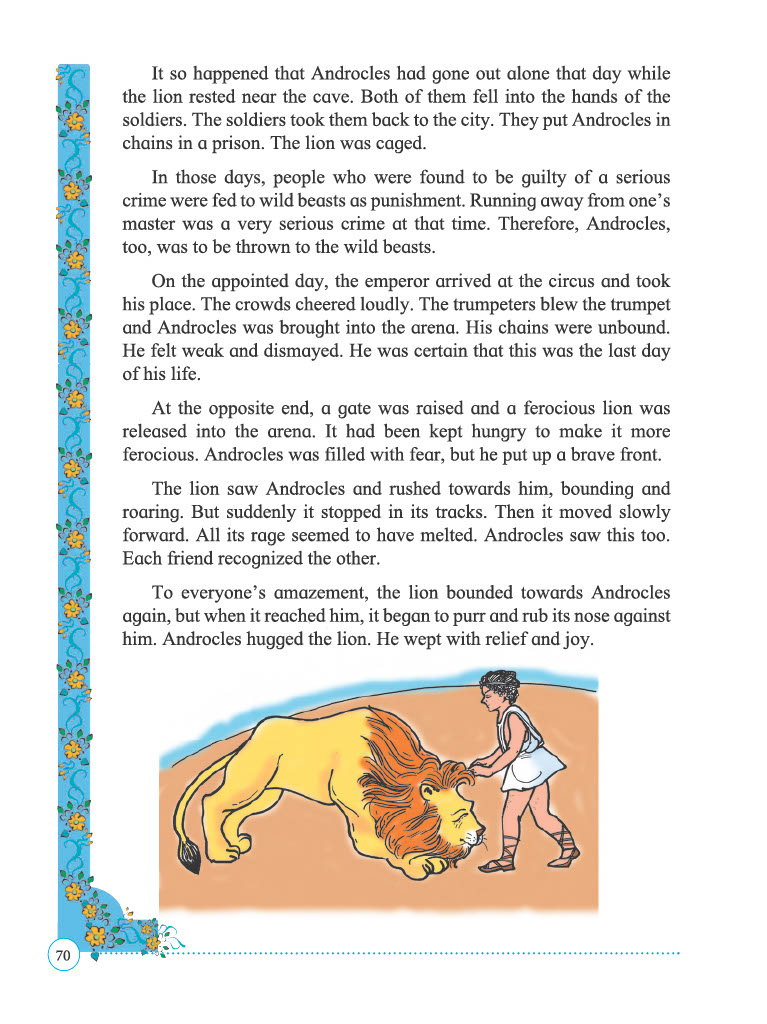 It so happened that Androcles had gone out alone that day while
the lion rested near the cave. Both of them fell into the hands of the
soldiers. The soldiers took them back to the city. They put Androcles in
chains in a prison. The lion was caged.
In those days, people who were found to be guilty of a serious
crime were fed to wild beasts as punishment. Running away from one’s
master was a very serious crime at that time. Therefore, Androcles,
too, was to be thrown to the wild beasts.
On the appointed day, the emperor arrived at the circus and took
his place. The crowds cheered loudly. The trumpeters blew the trumpet
and Androcles was brought into the arena. His chains were unbound.
He felt weak and dismayed. He was certain that this was the last day
of his life.
At the opposite end, a gate was raised and a ferocious lion was
released into the arena. It had been kept hungry to make it more
ferocious. Androcles was filled with fear, but he put up a brave front.
The lion saw Androcles and rushed towards him, bounding and
roaring. But suddenly it stopped in its tracks. Then it moved slowly
forward. All its rage seemed to have melted. Androcles saw this too.
Each friend recognized the other.
To everyone’s amazement, the lion bounded towards Androcles
again, but when it reached him, it began to purr and rub its nose against
him. Androcles hugged the lion. He wept with relief and joy.
70